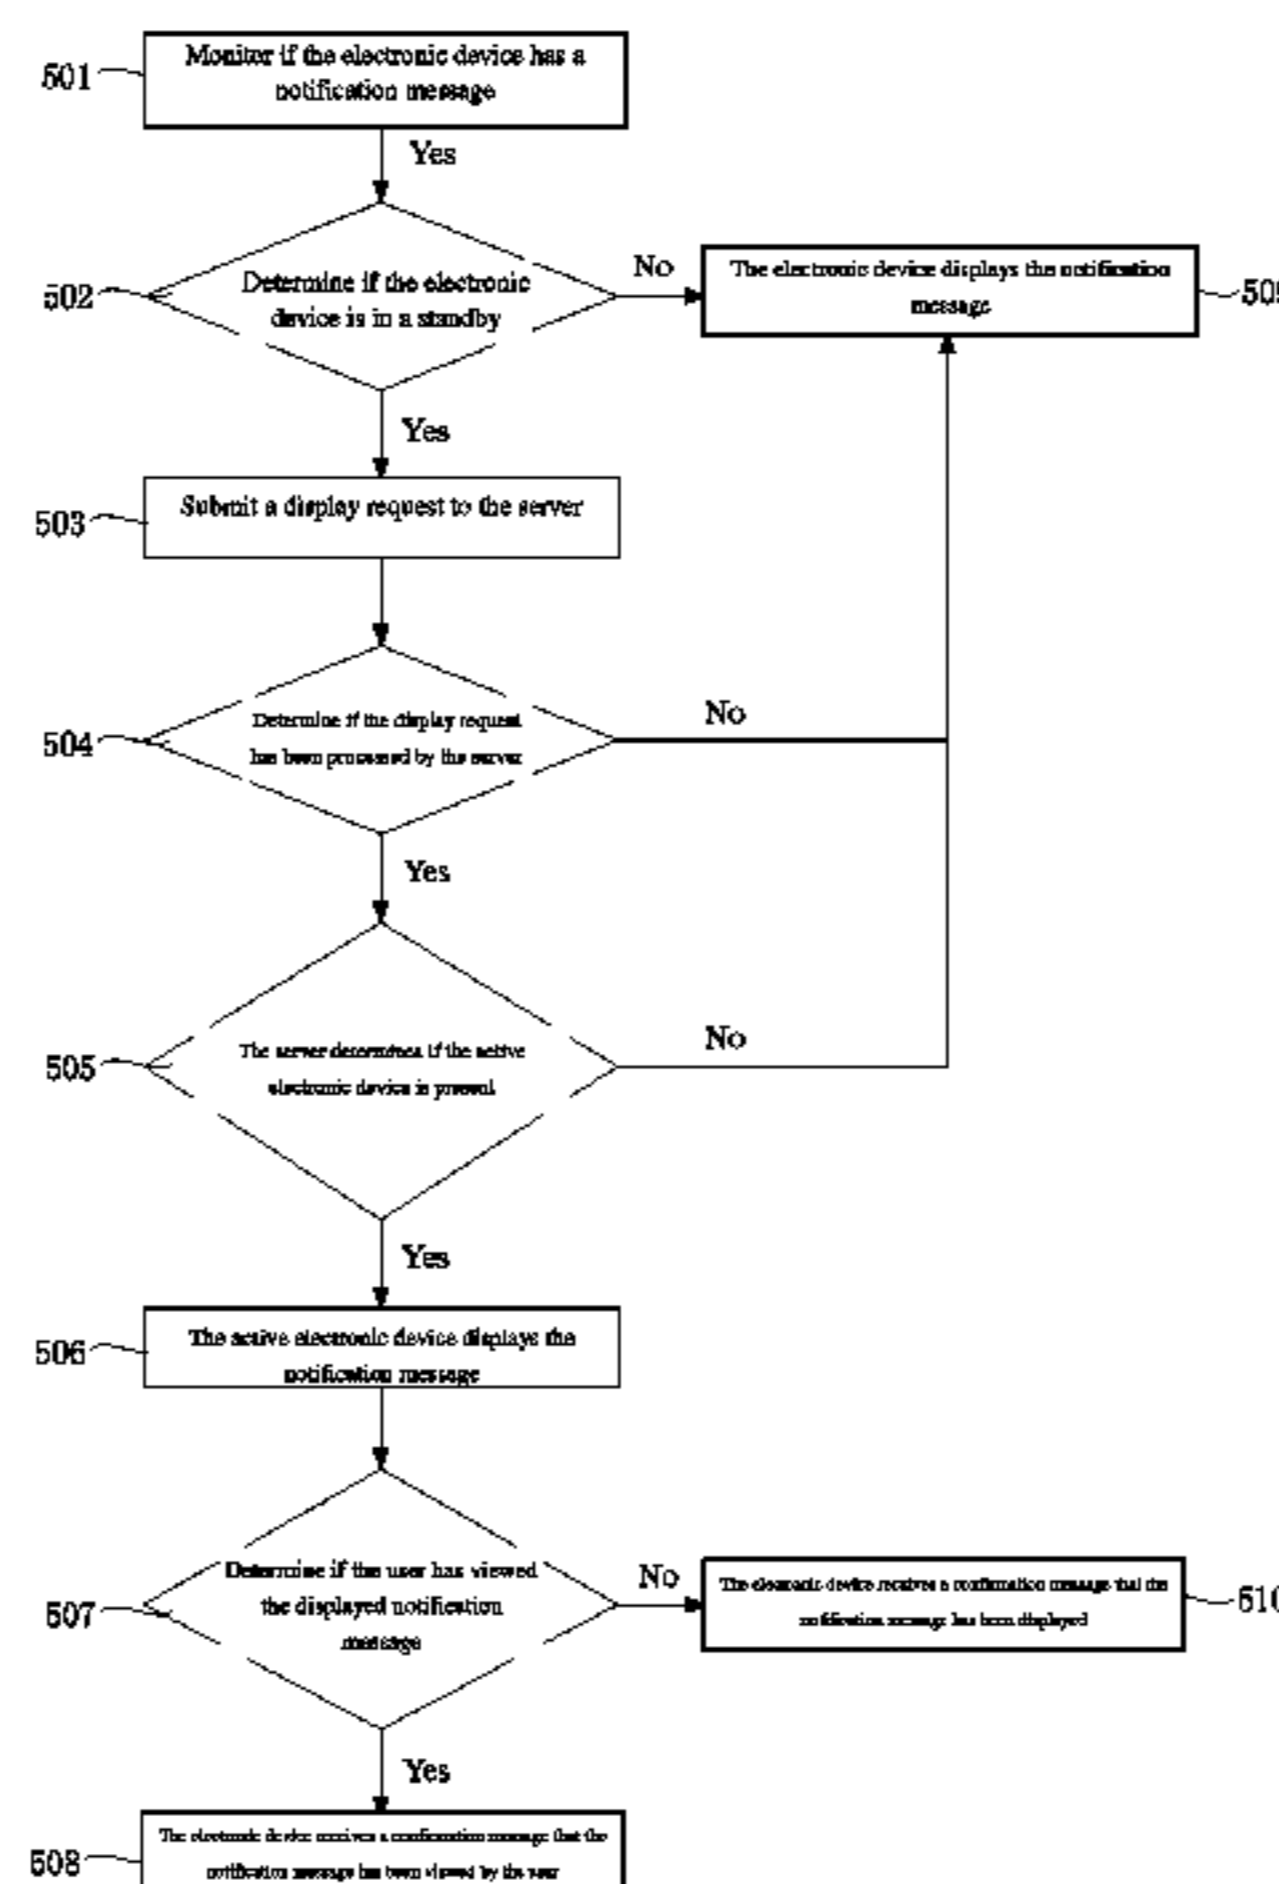 501
Monitor if the electronic device has a
notification message
Yes
502
Determine if the electronic
device is in a standby
No
The electronic device displays the notification
message
Yes
503
Submit a display request to the server
504
Determine if the display request
has been processed by the server
No
Yes
505
The server determines if the active
electronic device is present
No
Yes
506
The active electronic device displays the
notification message
507
Determine if the user has viewed
the displayed notification
message
No
The electronic device receives a confirmation message that the
notification message has been displayed
510
Yes
508
The electronic device receives a confirmation message that the
notification message has been viewed by the user